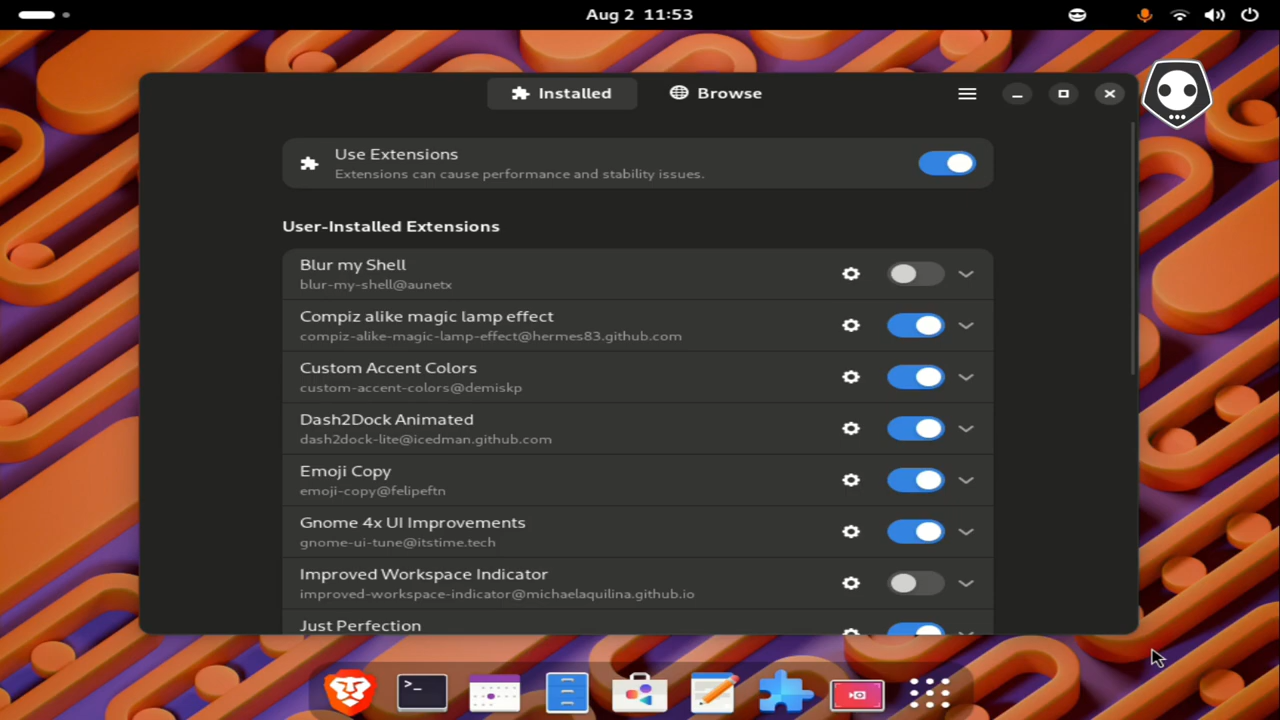 Aug 2 11:53
Installed
Browse
Use Extensions
Extensions can cause performance and stability issues.
User-Installed Extensions
Blur my Shell
blur-my-shell@aunetx
Compiz alike magic lamp effect
compiz-alike-magic-lamp-effect@hermes83.github.com
Custom Accent Colors
custom-accent-colors@demiskp
Dash2Dock Animated
dash2dock-lite@icedman.github.com
Emoji Copy
emoji-copy@felipeftn
Gnome 4x UI Improvements
gnome-ui-tune@itstime.tech
Improved Workspace Indicator
improved-workspace-indicator@michaelaquilina.github.io
Just Perfection
>_